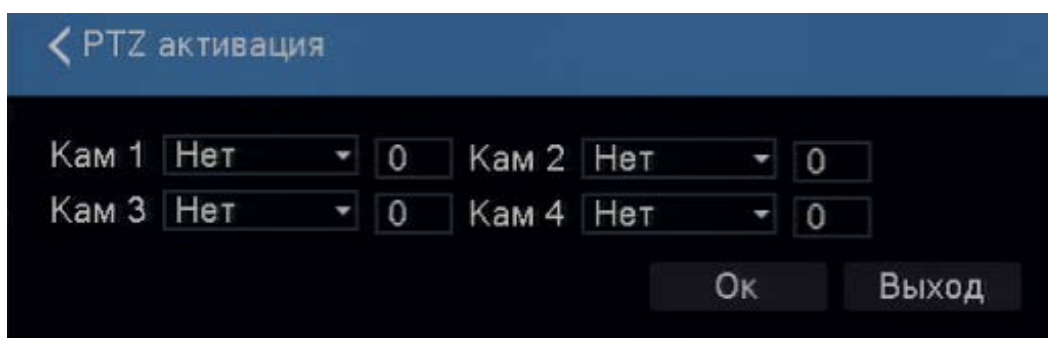 PTZ активация
Кам 1 Нет 0 Кам 2 Нет 0
Кам 3 Нет 0 Кам 4 Нет 0
Ок Выход